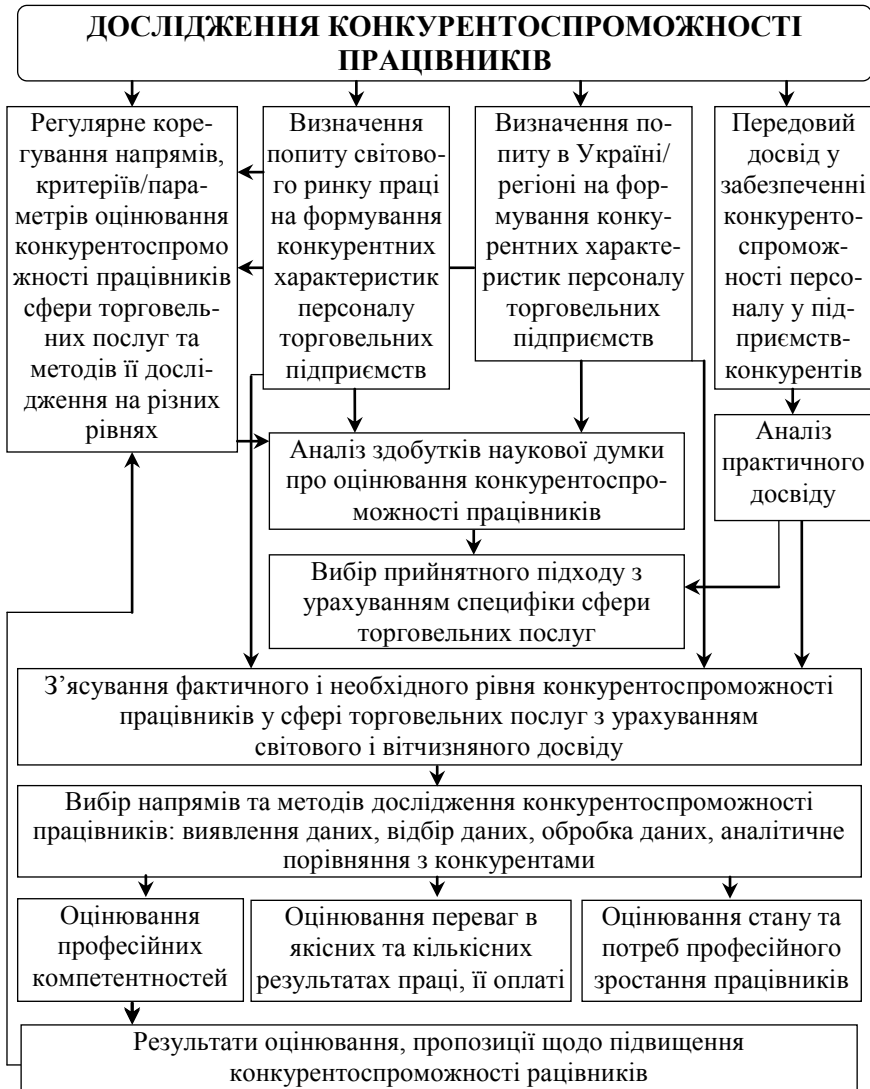 ДОСЛІДЖЕННЯ КОНКУРЕНТОСПРОМОЖНОСТІ
ПРАЦІВНИКІВ
Регулярне коре-
гування напрямів,
критеріїв/пара-
метрів оцінювання
конкурентоспромо
жності працівників
сфери торговель-
них послуг та
методів її дослі-
дження на різних
рівнях
Визначення
попиту світово-
го ринку праці
на формування
конкурентних
характеристик
персоналу
торговельних
підприємств
Визначення по-
питу в Україні/
регіоні на фор-
мування конку-
рентних характе-
ристик персоналу
торговельних
підприємств
Передовий
досвід у
забезпеченні
конкуренто-
спромож-
ності персо-
налу у під-
приємств-
конкурентів
Аналіз здобутків наукової думки
про оцінювання конкурентоспро-
можності працівників
Аналіз
практичного
досвіду
Вибір прийнятного підходу з
урахуванням специфіки сфери
торговельних послуг
З’ясування фактичного і необхідного рівня конкурентоспроможності
працівників у сфері торговельних послуг з урахуванням
світового і вітчизняного досвіду
Вибір напрямів та методів дослідження конкурентоспроможності
працівників: виявлення даних, відбір даних, обробка даних, аналітичне
порівняння з конкурентами
Оцінювання
професійних
компетентностей
Оцінювання переваг в
якісних та кількісних
результатах праці, її оплаті
Оцінювання стану та
потреб професійного
зростання працівників
Результати оцінювання, пропозиції щодо підвищення
конкурентоспроможності рацівників